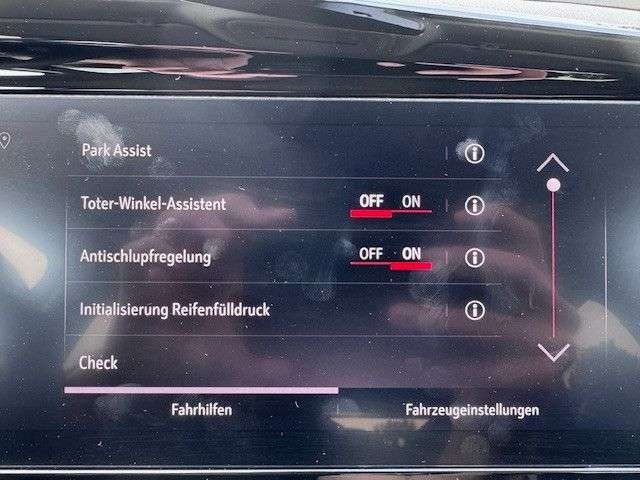 Park Assist
Toter-Winkel-Assistent OFF ON
Antischlupfregelung OFF ON
Initialisierung Reifenfülldruck
Check
Fahrhilfen Fahrzeugeinstellungen